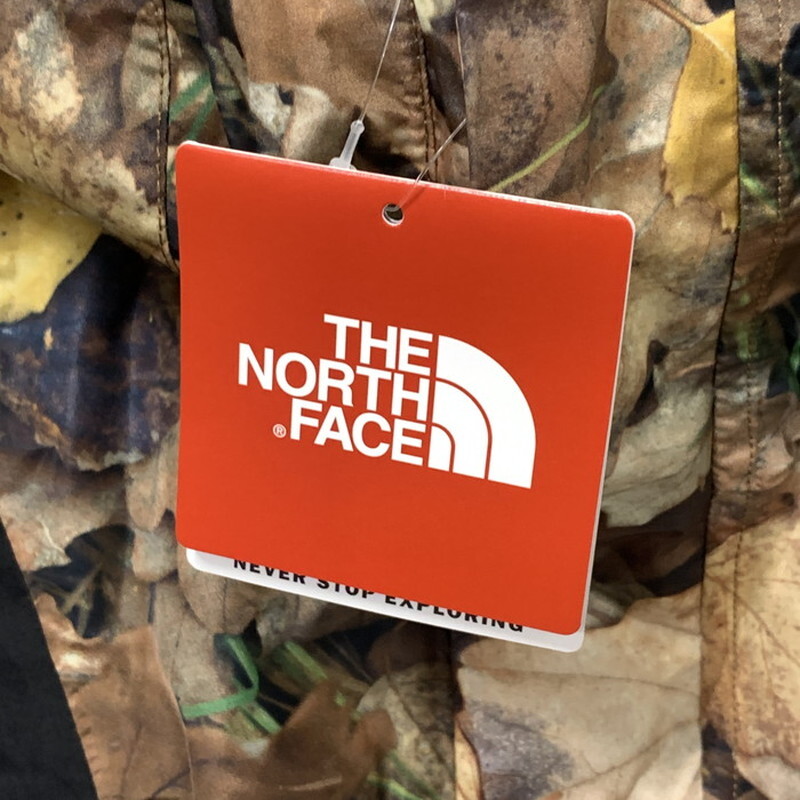 THE
NORTH
®FACE
NEVER STOP EXPLORING